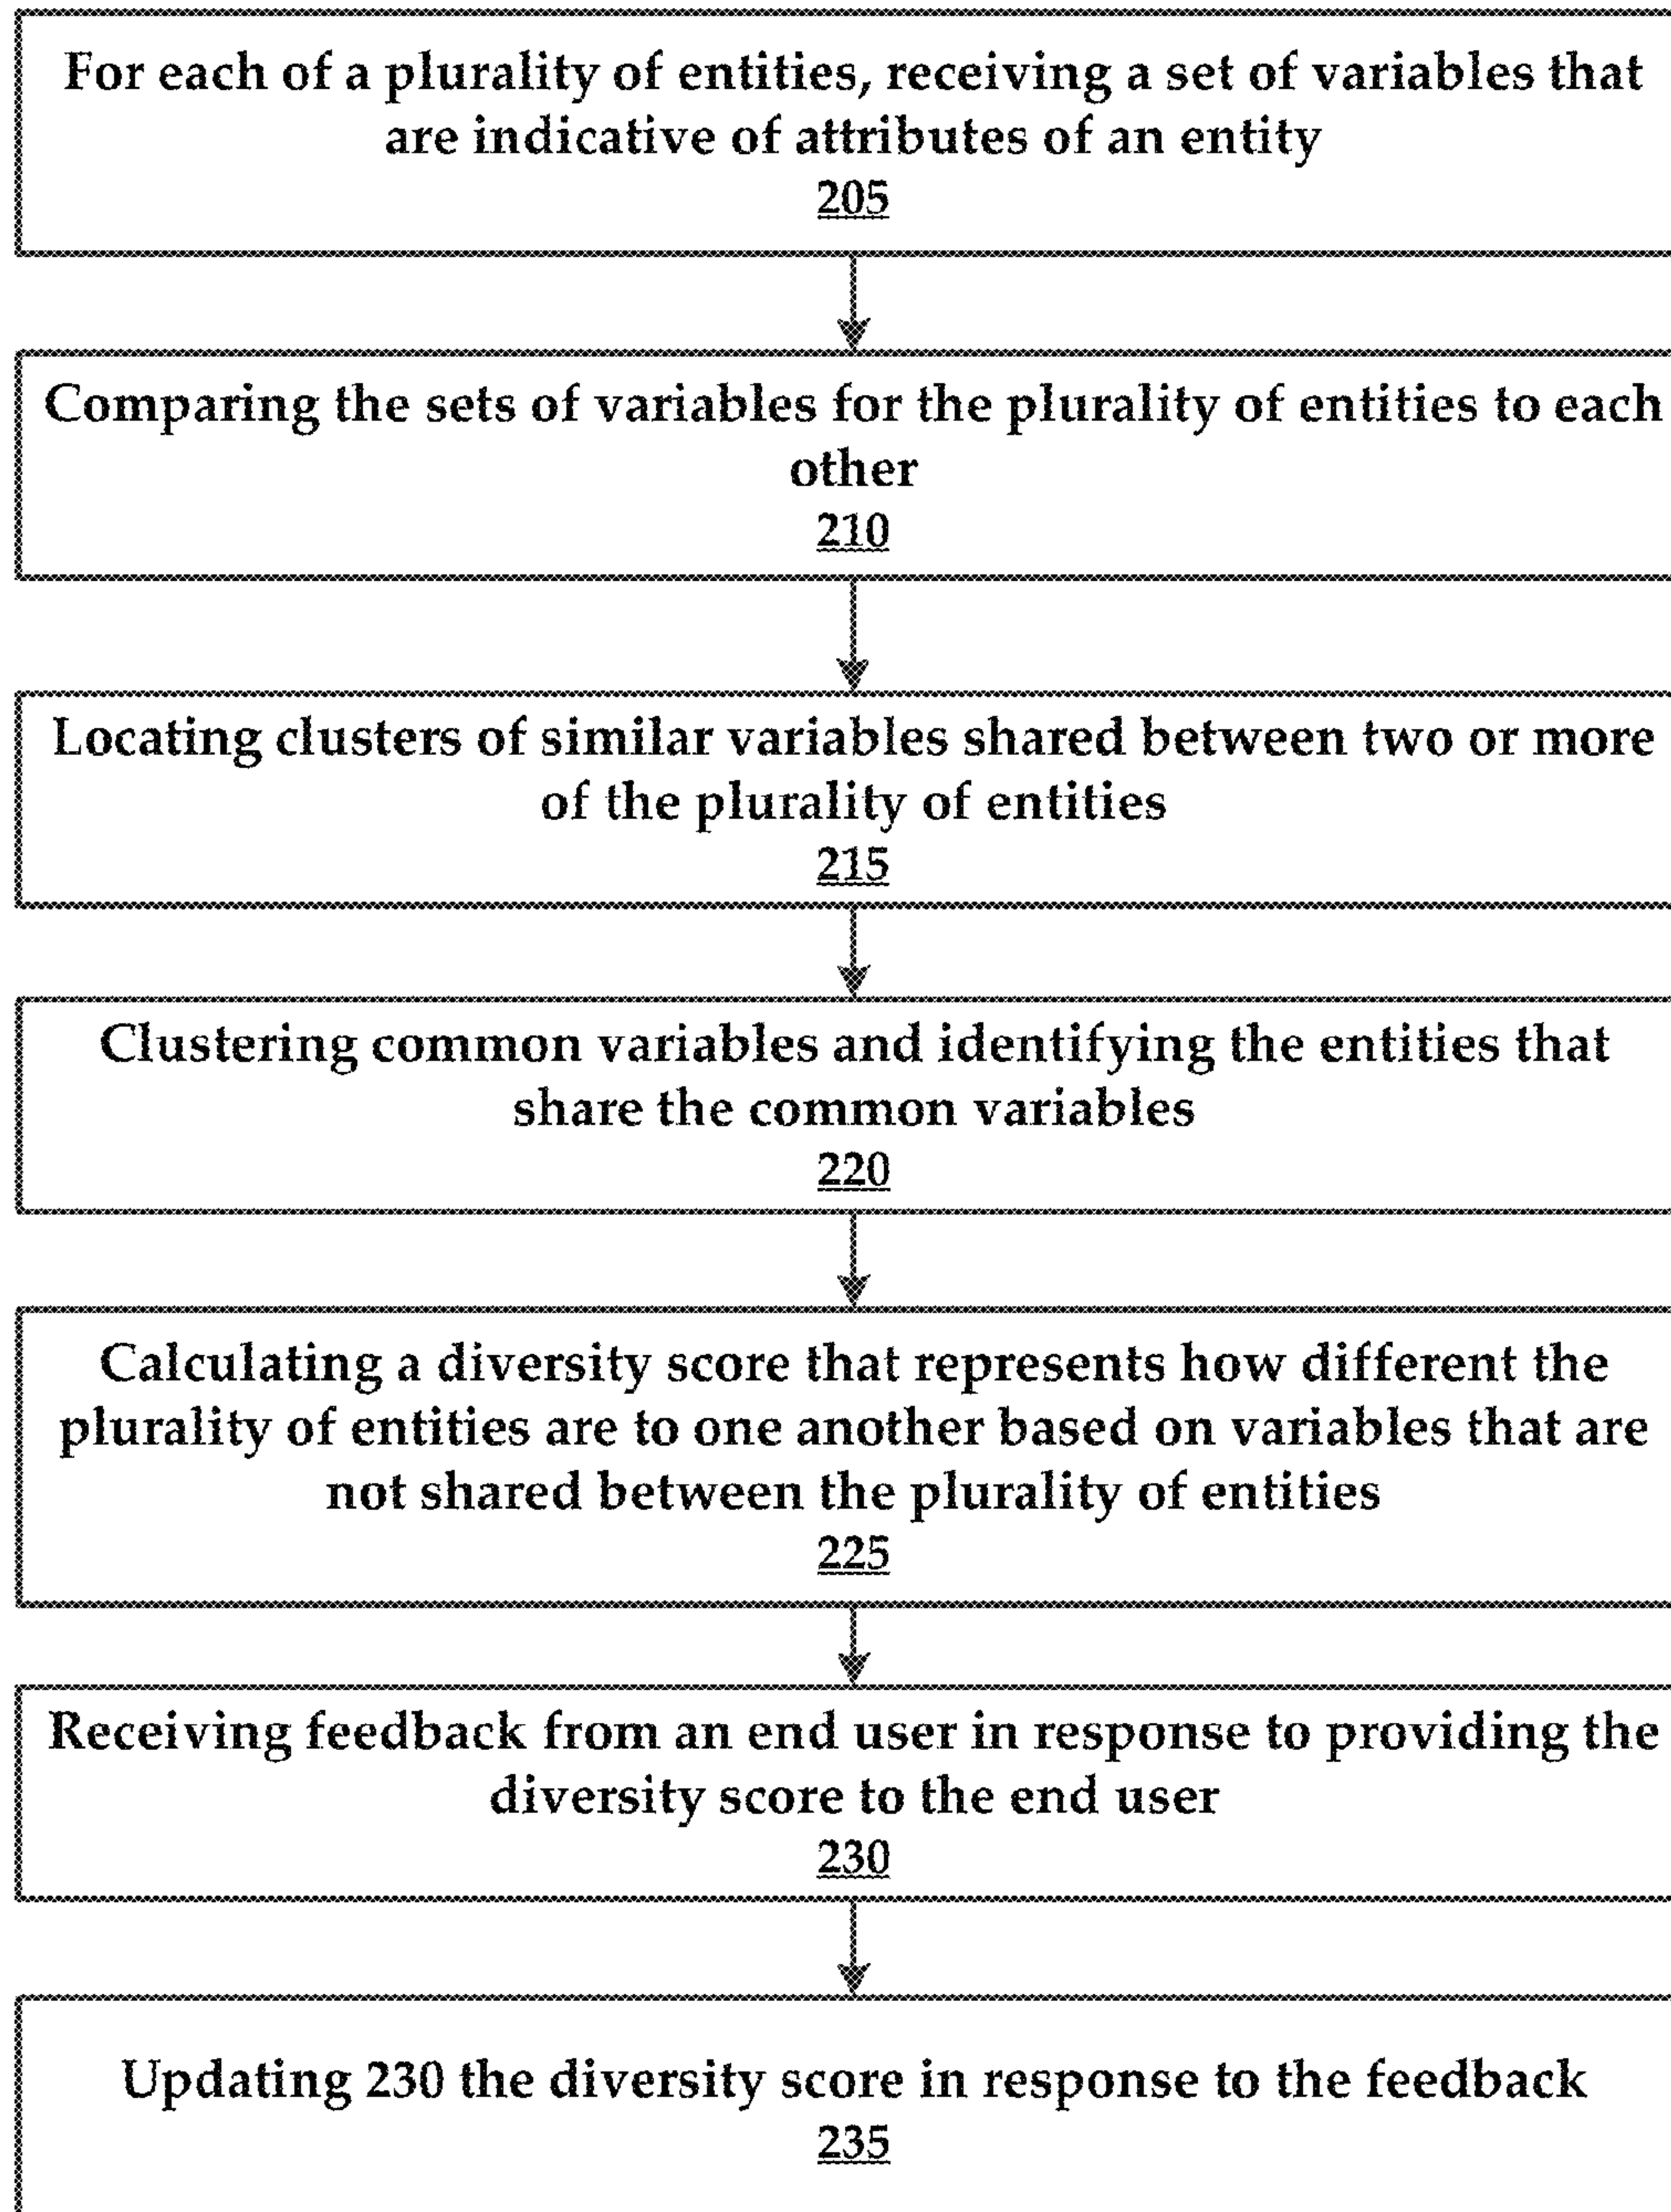 For each of a plurality of entities, receiving a set of variables that
are indicative of attributes of an entity
205
Comparing the sets of variables for the plurality of entities to each
other
210
Locating clusters of similar variables shared between two or more
of the plurality of entities
215
Clustering common variables and identifying the entities that
share the common variables
220
Calculating a diversity score that represents how different the
plurality of entities are to one another based on variables that are
not shared between the plurality of entities
225
Receiving feedback from an end user in response to providing the
diversity score to the end user
230
Updating 230 the diversity score in response to the feedback
235